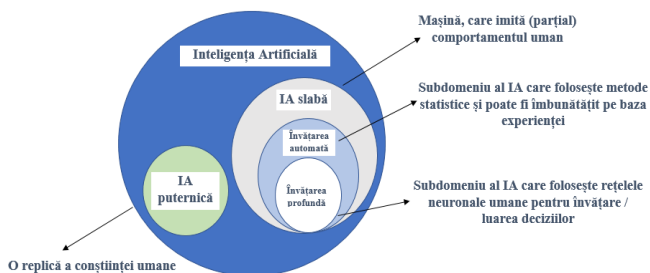 Inteligența Artificială
IA slabă
Învățarea
automată
Învățarea
profundă
IA
puternică
Mașină, care imită (parțial)
comportamentul uman
Subdomeniu al IA care folosește metode
statistice și poate fi îmbunătățit pe baza
experienței
Subdomeniu al IA care folosește rețelele
neuronale umane pentru învățare /
luarea deciziilor
O replică a conștiinței umane